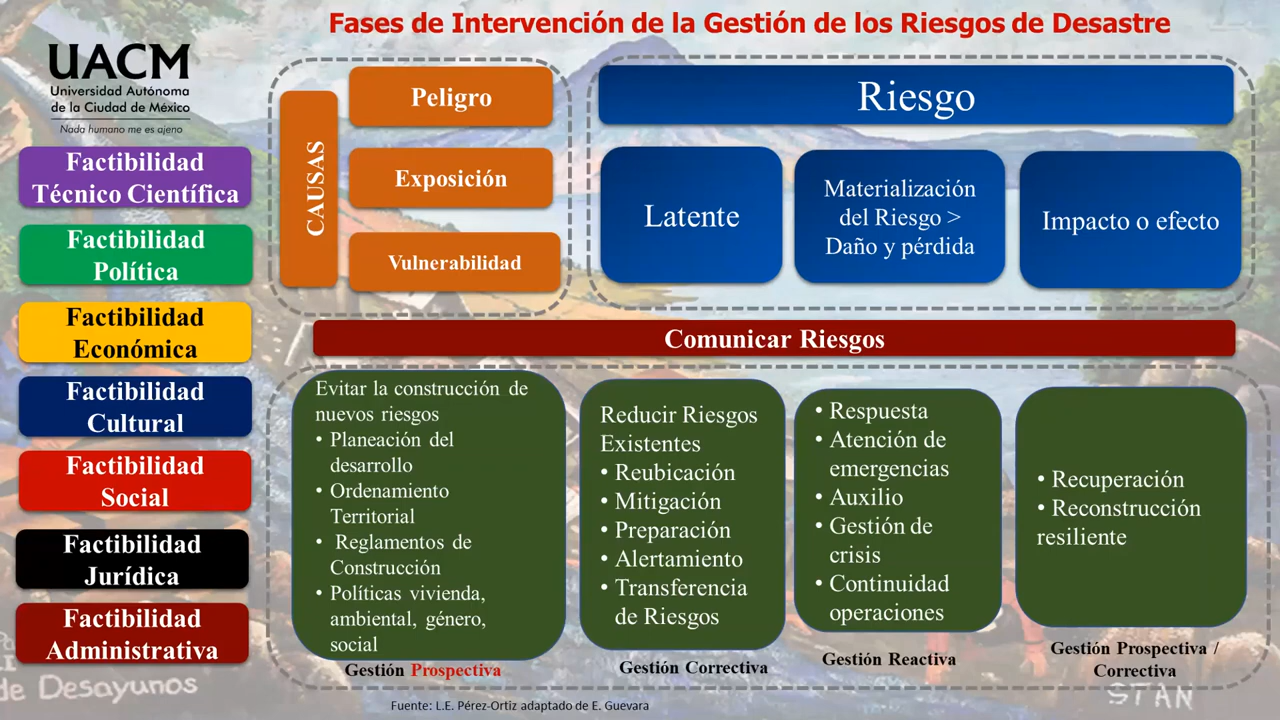 Fases de Intervención de la Gestión de los Riesgos de Desastre
UACM
Universidad Autónoma
de la Ciudad de México
Nada humano me es ajeno
Factibilidad
Técnico Científica
Factibilidad
Política
Factibilidad
Económica
Factibilidad
Cultural
Factibilidad
Social
Factibilidad
Jurídica
Factibilidad
Administrativa
CAUSAS
Peligro
Exposición
Vulnerabilidad
Riesgo
Latente
Materialización
del Riesgo >
Daño y pérdida
Impacto o efecto
Comunicar Riesgos
Evitar la construcción de
nuevos riesgos
• Planeación del
desarrollo
• Ordenamiento
Territorial
• Reglamentos de
Construcción
• Políticas vivienda,
ambiental, género,
social
Gestión Prospectiva
Reducir Riesgos
Existentes
• Reubicación
• Mitigación
• Preparación
• Alertamiento
• Transferencia
de Riesgos
Gestión Correctiva
• Respuesta
• Atención de
emergencias
• Auxilio
• Gestión de
crisis
• Continuidad
operaciones
Gestión Reactiva
• Recuperación
• Reconstrucción
resiliente
Gestión Prospectiva /
Correctiva
de Desayunos
STAN
Fuente: L.E. Pérez-Ortiz adaptado de E. Guevara